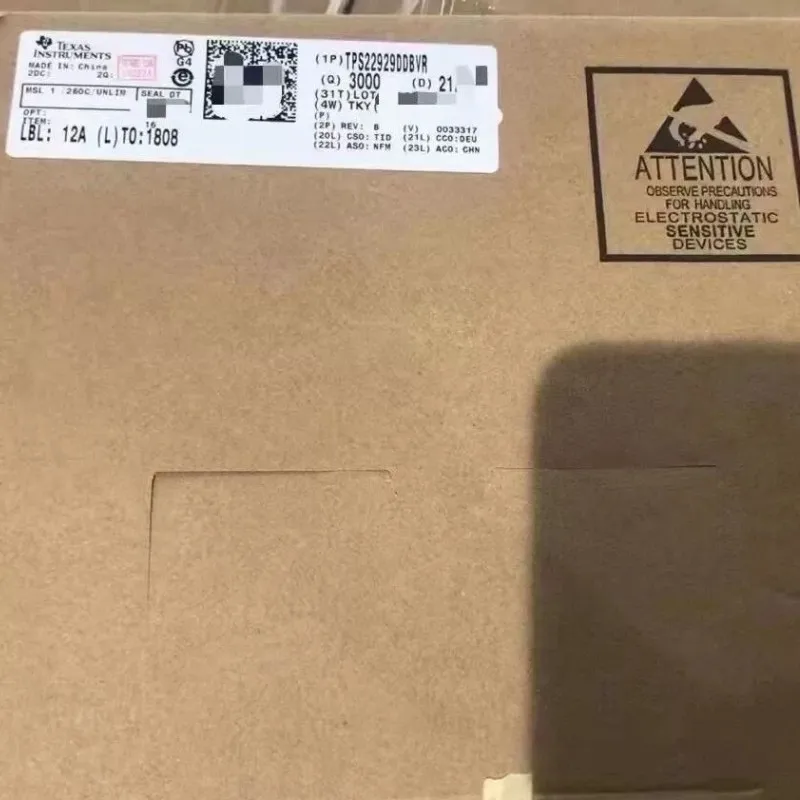 TEXAS
INSTRUMENTS
MADE IN: China
2DC:
2Q:
G4
MSL 1 /260C/UNLIM
SEAL DT
OPT:
ITEM:
16
LBL: 12A (L)TO:1808
(1P)TPS22929DDBVR
(Q) 3000
(D) 21
(31T)LOT
(4W) TKY(
(P)
(2P) REV: B
(V) 0033317
(20L) CSO: TID
(21L) CCO:DEU
(22L) ASO: NFM
(23L) ACO: CHN
ATTENTION
OBSERVE PRECAUTIONS
FOR HANDLING
ELECTROSTATIC
SENSITIVE
DEVICES